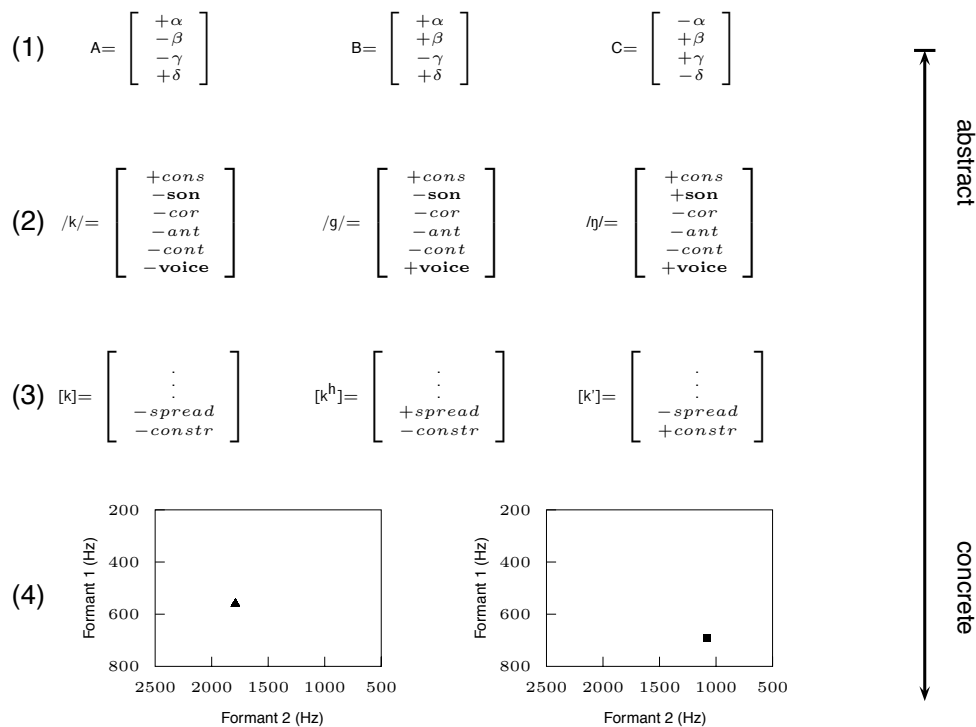 (1) A= [ +α −β −γ +δ ] B= [ +α +β −γ +δ ] C= [ −α +β +γ −δ ]
abstract
(2) /k/= [ +cons −son −cor −ant −cont −voice ] /g/= [ +cons −son −cor −ant −cont +voice ] /ŋ/= [ +cons +son −cor −ant −cont +voice ]
(3) [k]= [ . . . −spread −constr ] [kʰ]= [ . . . +spread −constr ] [k']= [ . . . −spread +constr ]
concrete
(4)
Formant 1 (Hz)
200
400
600
800
2500 2000 1500 1000 500
Formant 2 (Hz)
Formant 1 (Hz)
200
400
600
800
2500 2000 1500 1000 500
Formant 2 (Hz)